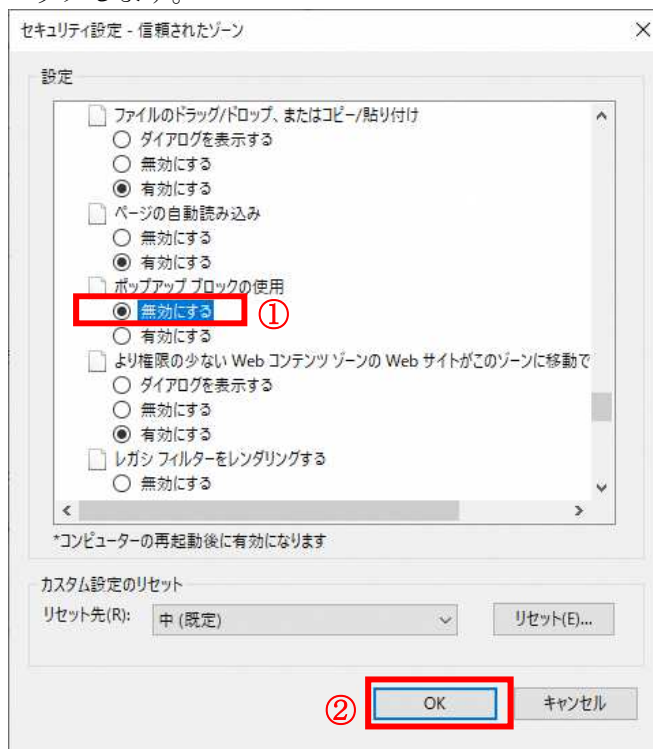 セキュリティ設定 - 信頼されたゾーン
設定
ファイルのドラッグ/ドロップ、またはコピー/貼り付け
ダイアログを表示する
無効にする
有効にする
ページの自動読み込み
無効にする
有効にする
ポップアップ ブロックの使用
無効にする ①
有効にする
より権限の少ない Web コンテンツ ゾーンの Web サイトがこのゾーンに移動で
ダイアログを表示する
無効にする
有効にする
レガシ フィルターをレンダリングする
無効にする
*コンピューターの再起動後に有効になります
カスタム設定のリセット
リセット先(R): 中 (既定) リセット(E)...
② OK キャンセル